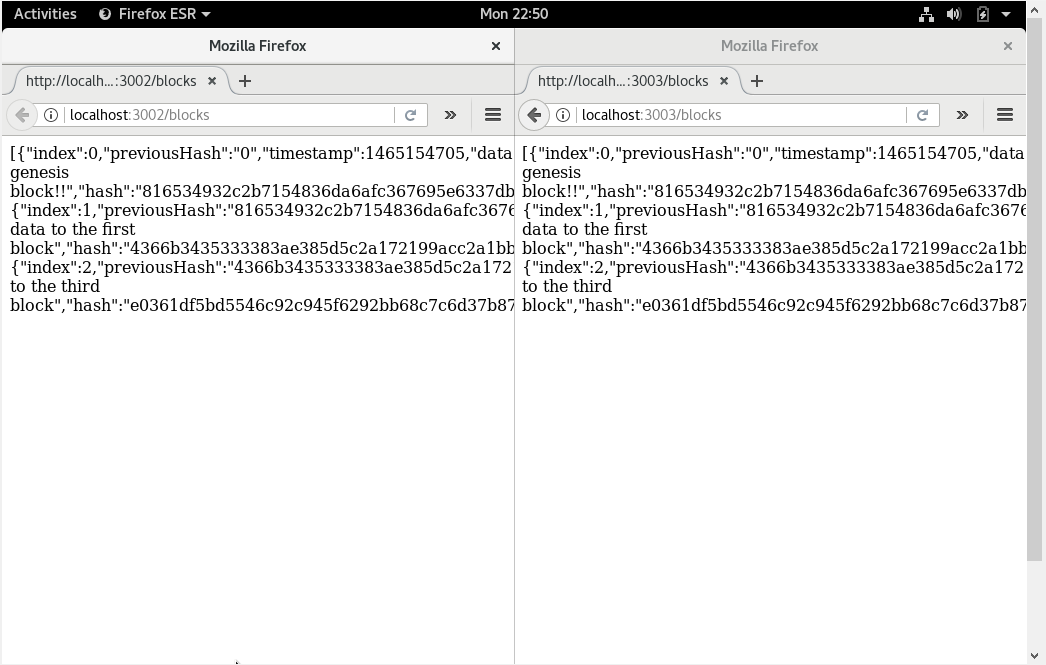 Activities Firefox ESR Mon 22:50
Mozilla Firefox × Mozilla Firefox ×
http://localh...:3002/blocks × + http://localh...:3003/blocks × +
localhost:3002/blocks » localhost:3003/blocks »
[{"index":0,"previousHash":"0","timestamp":1465154705,"data
genesis
block!!","hash":"816534932c2b7154836da6afc367695e6337db
{"index":1,"previousHash":"816534932c2b7154836da6afc367
data to the first
block","hash":"4366b3435333383ae385d5c2a172199acc2a1bb
{"index":2,"previousHash":"4366b3435333383ae385d5c2a172
to the third
block","hash":"e0361df5bd5546c92c945f6292bb68c7c6d37b87
[{"index":0,"previousHash":"0","timestamp":1465154705,"data
genesis
block!!","hash":"816534932c2b7154836da6afc367695e6337db
{"index":1,"previousHash":"816534932c2b7154836da6afc3676
data to the first
block","hash":"4366b3435333383ae385d5c2a172199acc2a1bb
{"index":2,"previousHash":"4366b3435333383ae385d5c2a172
to the third
block","hash":"e0361df5bd5546c92c945f6292bb68c7c6d37b87